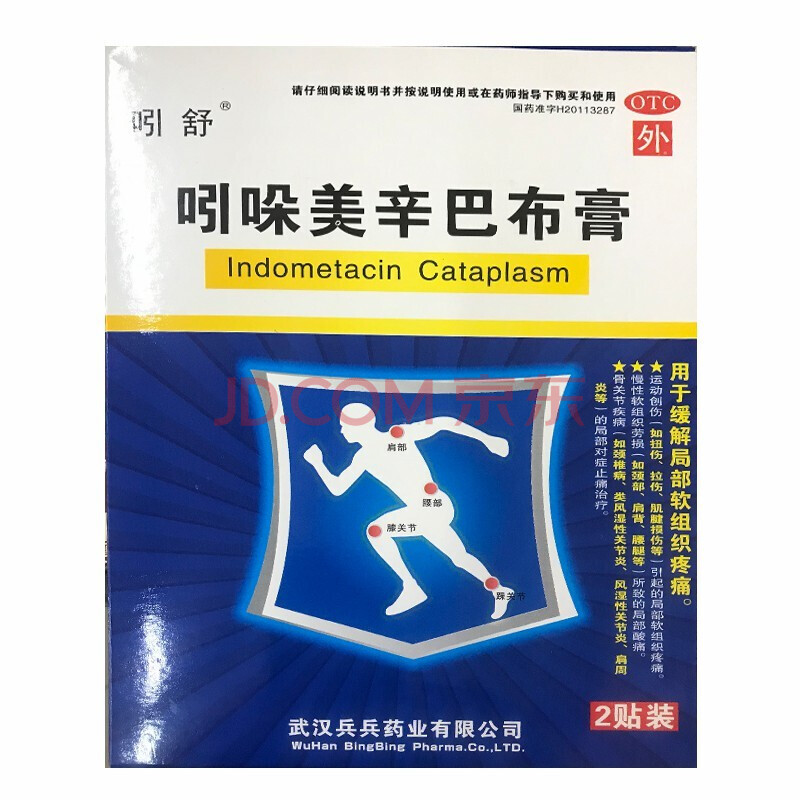 请仔细阅读说明书并按说明使用或在药师指导下购买和使用
国药准字H20113287
OTC
外
吲舒®
吲哚美辛巴布膏
Indometacin Cataplasm
JD.COM 京东
肩部
腰部
膝关节
踝关节
用于缓解局部软组织疼痛。
★运动创伤(如扭伤、拉伤、肌腱损伤等)引起的局部软组织疼痛。
★慢性软组织劳损(如颈部、肩背、腰腿等)所致的局部酸痛。
★骨关节疾病(如颈椎病、类风湿性关节炎、风湿性关节炎、肩周
炎等)的局部对症止痛治疗。
2贴装
武汉兵兵药业有限公司
WuHan BingBing Pharma.Co.,LTD.